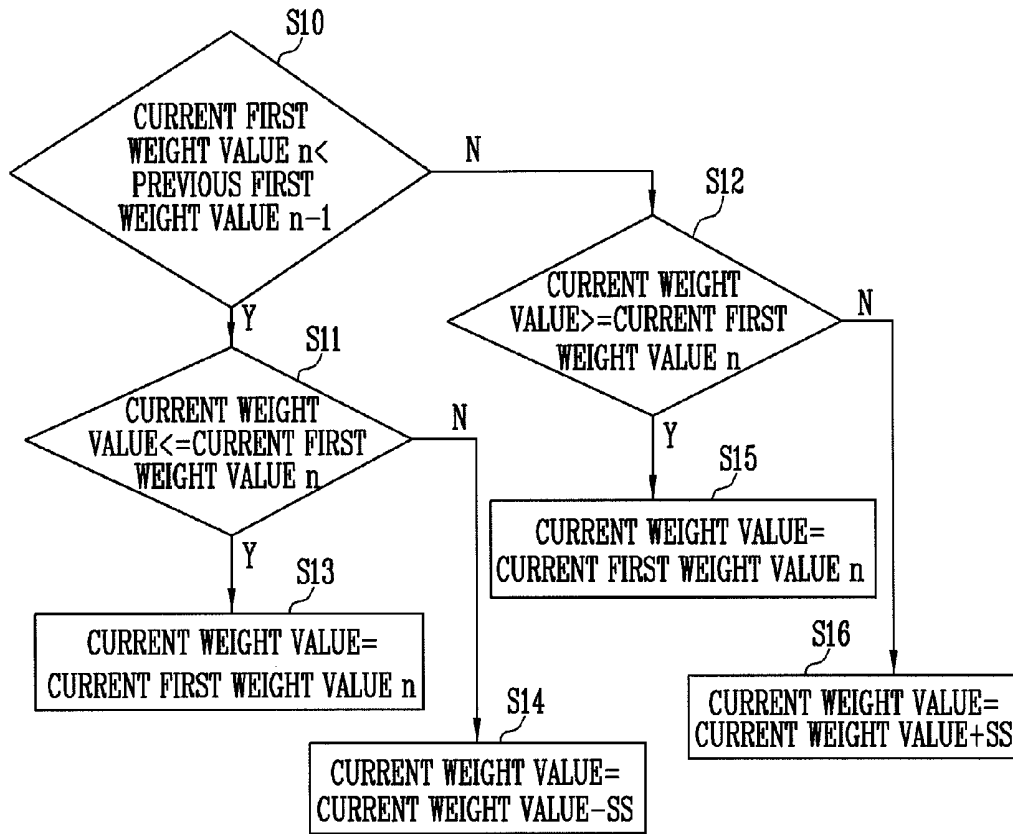 S10
CURRENT FIRST
WEIGHT VALUE n<
PREVIOUS FIRST
WEIGHT VALUE n-1
N
Y
S12
CURRENT WEIGHT
VALUE>=CURRENT FIRST
WEIGHT VALUE n
N
Y
S11
CURRENT WEIGHT
VALUE<=CURRENT FIRST
WEIGHT VALUE n
N
Y
S15
CURRENT WEIGHT VALUE=
CURRENT FIRST WEIGHT VALUE n
S13
CURRENT WEIGHT VALUE=
CURRENT FIRST WEIGHT VALUE n
S16
CURRENT WEIGHT VALUE=
CURRENT WEIGHT VALUE+SS
S14
CURRENT WEIGHT VALUE=
CURRENT WEIGHT VALUE-SS